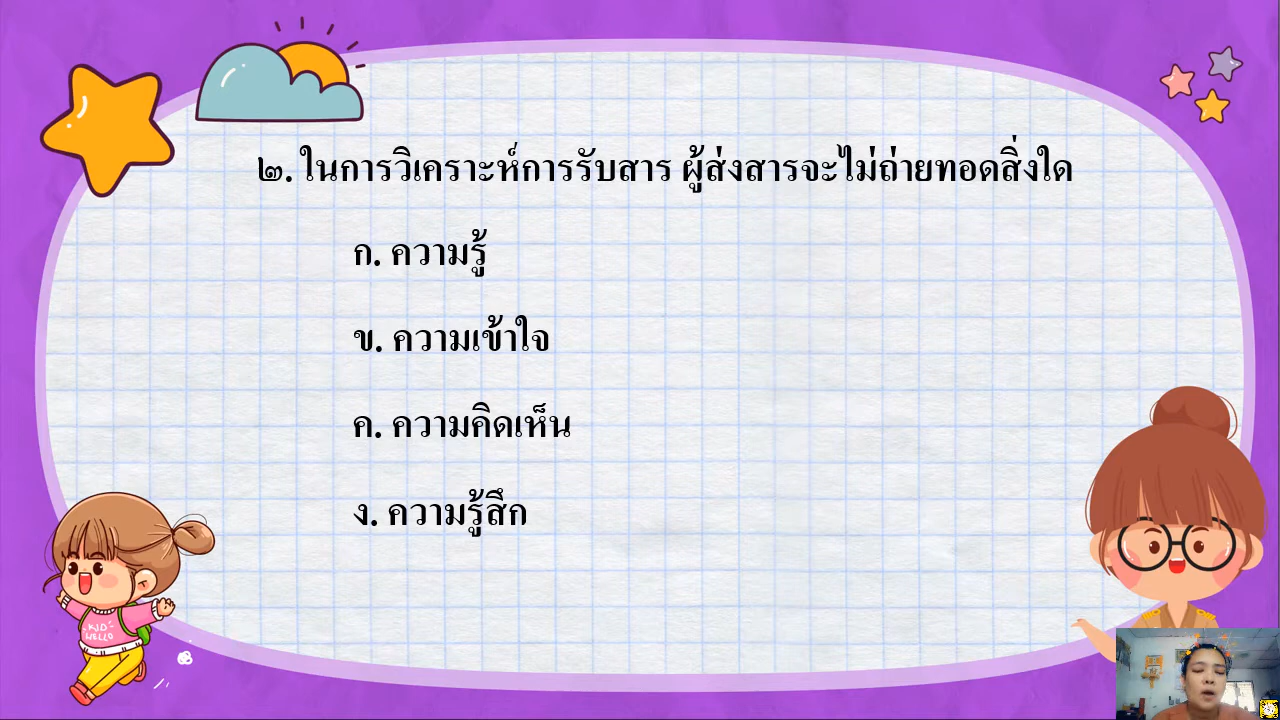 ๒. ในการวิเคราะห์การรับสาร ผู้ส่งสารจะไม่ถ่ายทอดสิ่งใด
ก. ความรู้
ข. ความเข้าใจ
ค. ความคิดเห็น
ง. ความรู้สึก
KID
HELLO